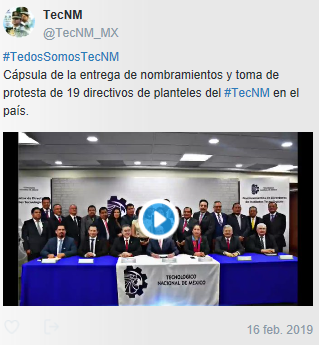 TecNM
@TecNM_MX
#TedosSomosTecNM
Cápsula de la entrega de nombramientos y toma de
protesta de 19 directivos de planteles del #TecNM en el
país.
TECNOLÓGICO
NACIONAL DE MÉXICO
16 feb. 2019